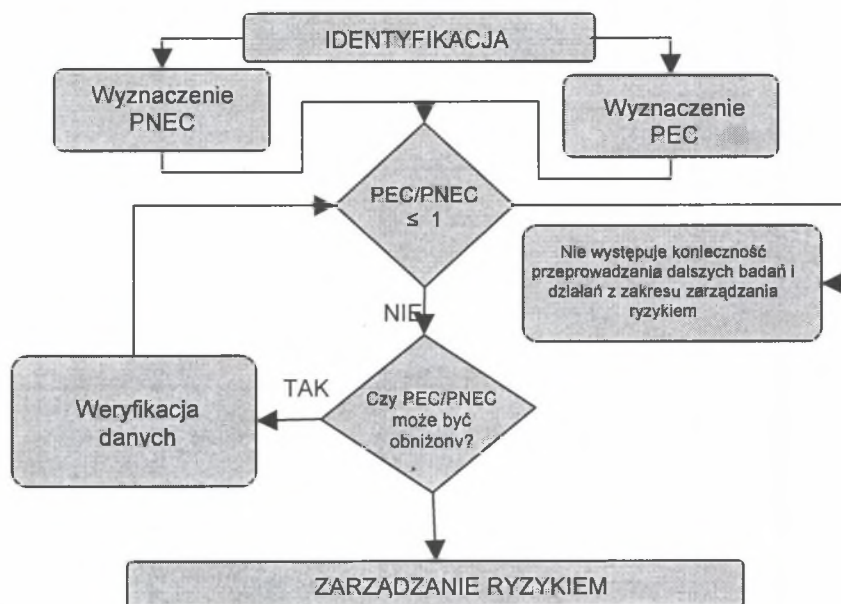 IDENTYFIKACJA
Wyznaczenie
PNEC
Wyznaczenie
PEC
PEC/PNEC
≤ 1
Nie występuje konieczność
przeprowadzania dalszych badań i
działań z zakresu zarządzania
ryzykiem
NIE
TAK
Weryfikacja
danych
Czy PEC/PNEC
może być
obniżony?
ZARZĄDZANIE RYZYKIEM